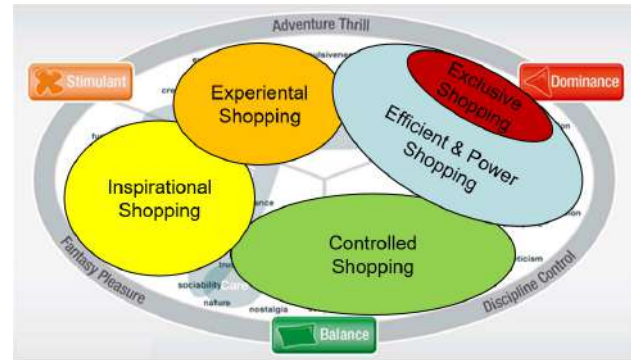 Adventure Thrill
Stimulant
Dominance
Experiental
Shopping
Exclusive
Shopping
Efficient & Power
Shopping
Inspirational
Shopping
Controlled
Shopping
sociability
Care
nature
nostalgia
Fantasy Pleasure
Discipline Control
Balance